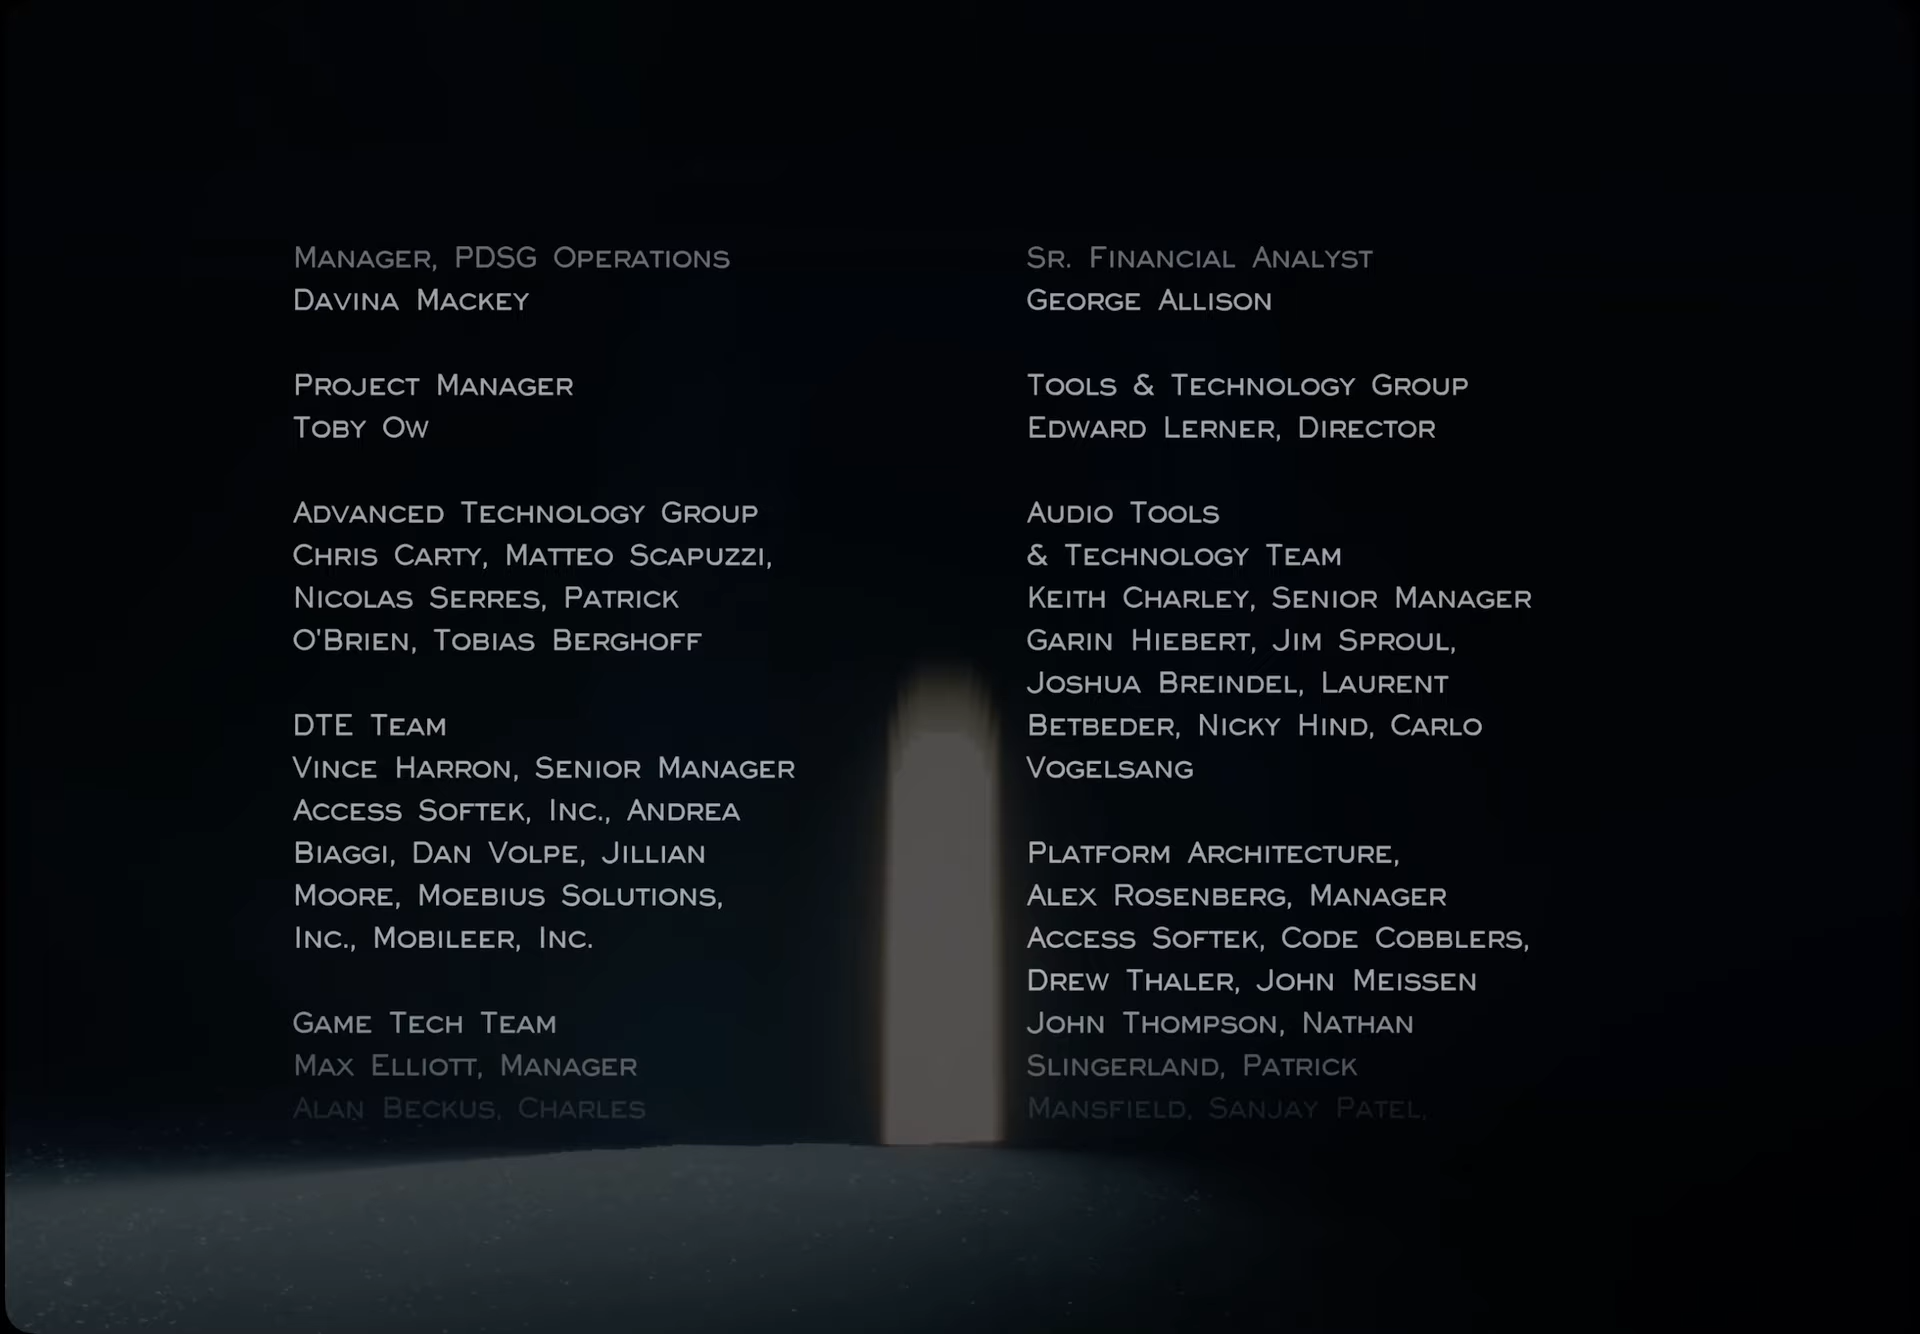 Manager, PDSG Operations
Davina Mackey
Project Manager
Toby Ow
Advanced Technology Group
Chris Carty, Matteo Scapuzzi,
Nicolas Serres, Patrick
O'Brien, Tobias Berghoff
DTE Team
Vince Harron, Senior Manager
Access Softek, Inc., Andrea
Biaggi, Dan Volpe, Jillian
Moore, Moebius Solutions,
Inc., Mobileer, Inc.
Game Tech Team
Max Elliott, Manager
Alan Beckus, Charles
Sr. Financial Analyst
George Allison
Tools & Technology Group
Edward Lerner, Director
Audio Tools
& Technology Team
Keith Charley, Senior Manager
Garin Hiebert, Jim Sproul,
Joshua Breindel, Laurent
Betbeder, Nicky Hind, Carlo
Vogelsang
Platform Architecture,
Alex Rosenberg, Manager
Access Softek, Code Cobblers,
Drew Thaler, John Meissen
John Thompson, Nathan
Slingerland, Patrick
Mansfield, Sanjay Patel,